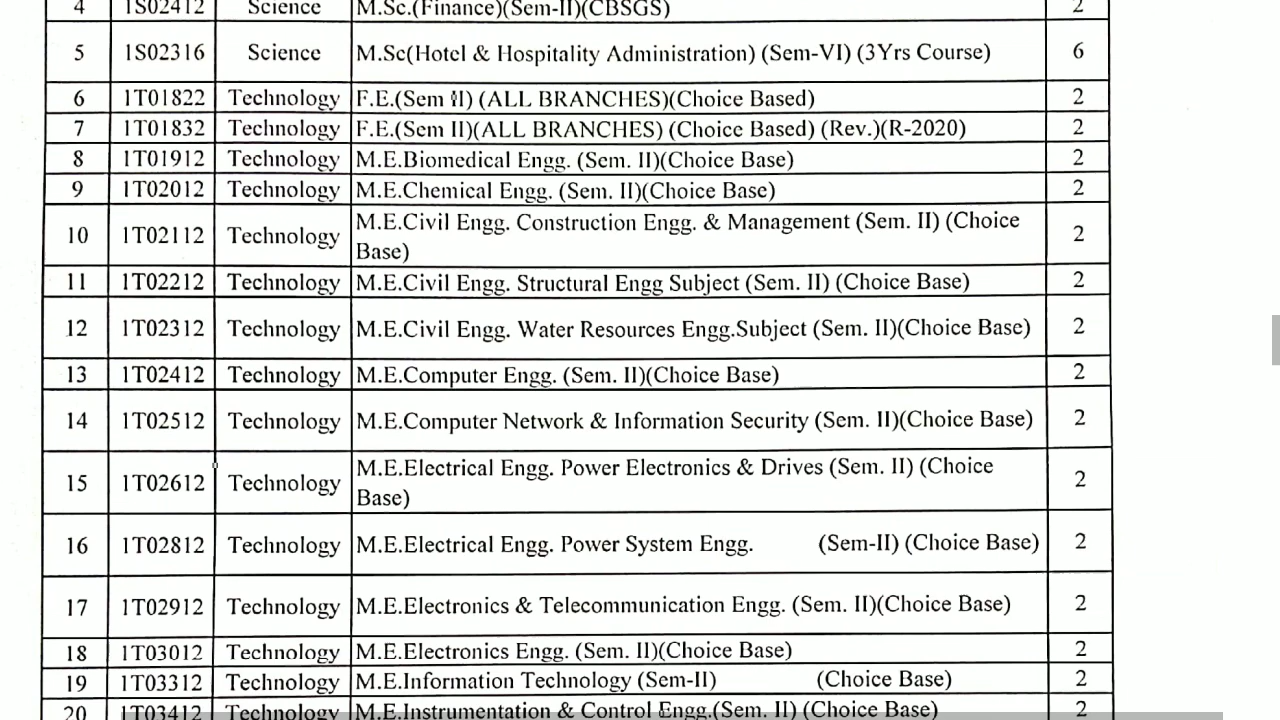 4 1S02412 Science M.Sc.(Finance)(Sem-II)(CBSGS) 2
5 1S02316 Science M.Sc(Hotel & Hospitality Administration) (Sem-VI) (3Yrs Course) 6
6 1T01822 Technology F.E.(Sem II) (ALL BRANCHES)(Choice Based) 2
7 1T01832 Technology F.E.(Sem II)(ALL BRANCHES) (Choice Based) (Rev.)(R-2020) 2
8 1T01912 Technology M.E.Biomedical Engg. (Sem. II)(Choice Base) 2
9 1T02012 Technology M.E.Chemical Engg. (Sem. II)(Choice Base) 2
10 1T02112 Technology M.E.Civil Engg. Construction Engg. & Management (Sem. II) (Choice 2
Base)
11 1T02212 Technology M.E.Civil Engg. Structural Engg Subject (Sem. II) (Choice Base) 2
12 1T02312 Technology M.E.Civil Engg. Water Resources Engg.Subject (Sem. II)(Choice Base) 2
13 1T02412 Technology M.E.Computer Engg. (Sem. II)(Choice Base) 2
14 1T02512 Technology M.E.Computer Network & Information Security (Sem. II)(Choice Base) 2
15 1T02612 Technology M.E.Electrical Engg. Power Electronics & Drives (Sem. II) (Choice 2
Base)
16 1T02812 Technology M.E.Electrical Engg. Power System Engg. (Sem-II) (Choice Base) 2
17 1T02912 Technology M.E.Electronics & Telecommunication Engg. (Sem. II)(Choice Base) 2
18 1T03012 Technology M.E.Electronics Engg. (Sem. II)(Choice Base) 2
19 1T03312 Technology M.E.Information Technology (Sem-II) (Choice Base) 2
20 1T03412 Technology M.E.Instrumentation & Control Engg.(Sem. II) (Choice Base) 2